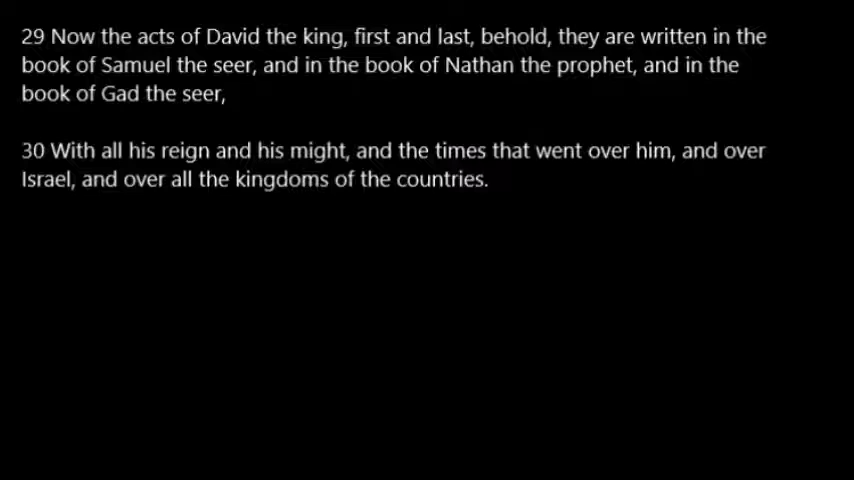 29 Now the acts of David the king, first and last, behold, they are written in the
book of Samuel the seer, and in the book of Nathan the prophet, and in the
book of Gad the seer,
30 With all his reign and his might, and the times that went over him, and over
Israel, and over all the kingdoms of the countries.